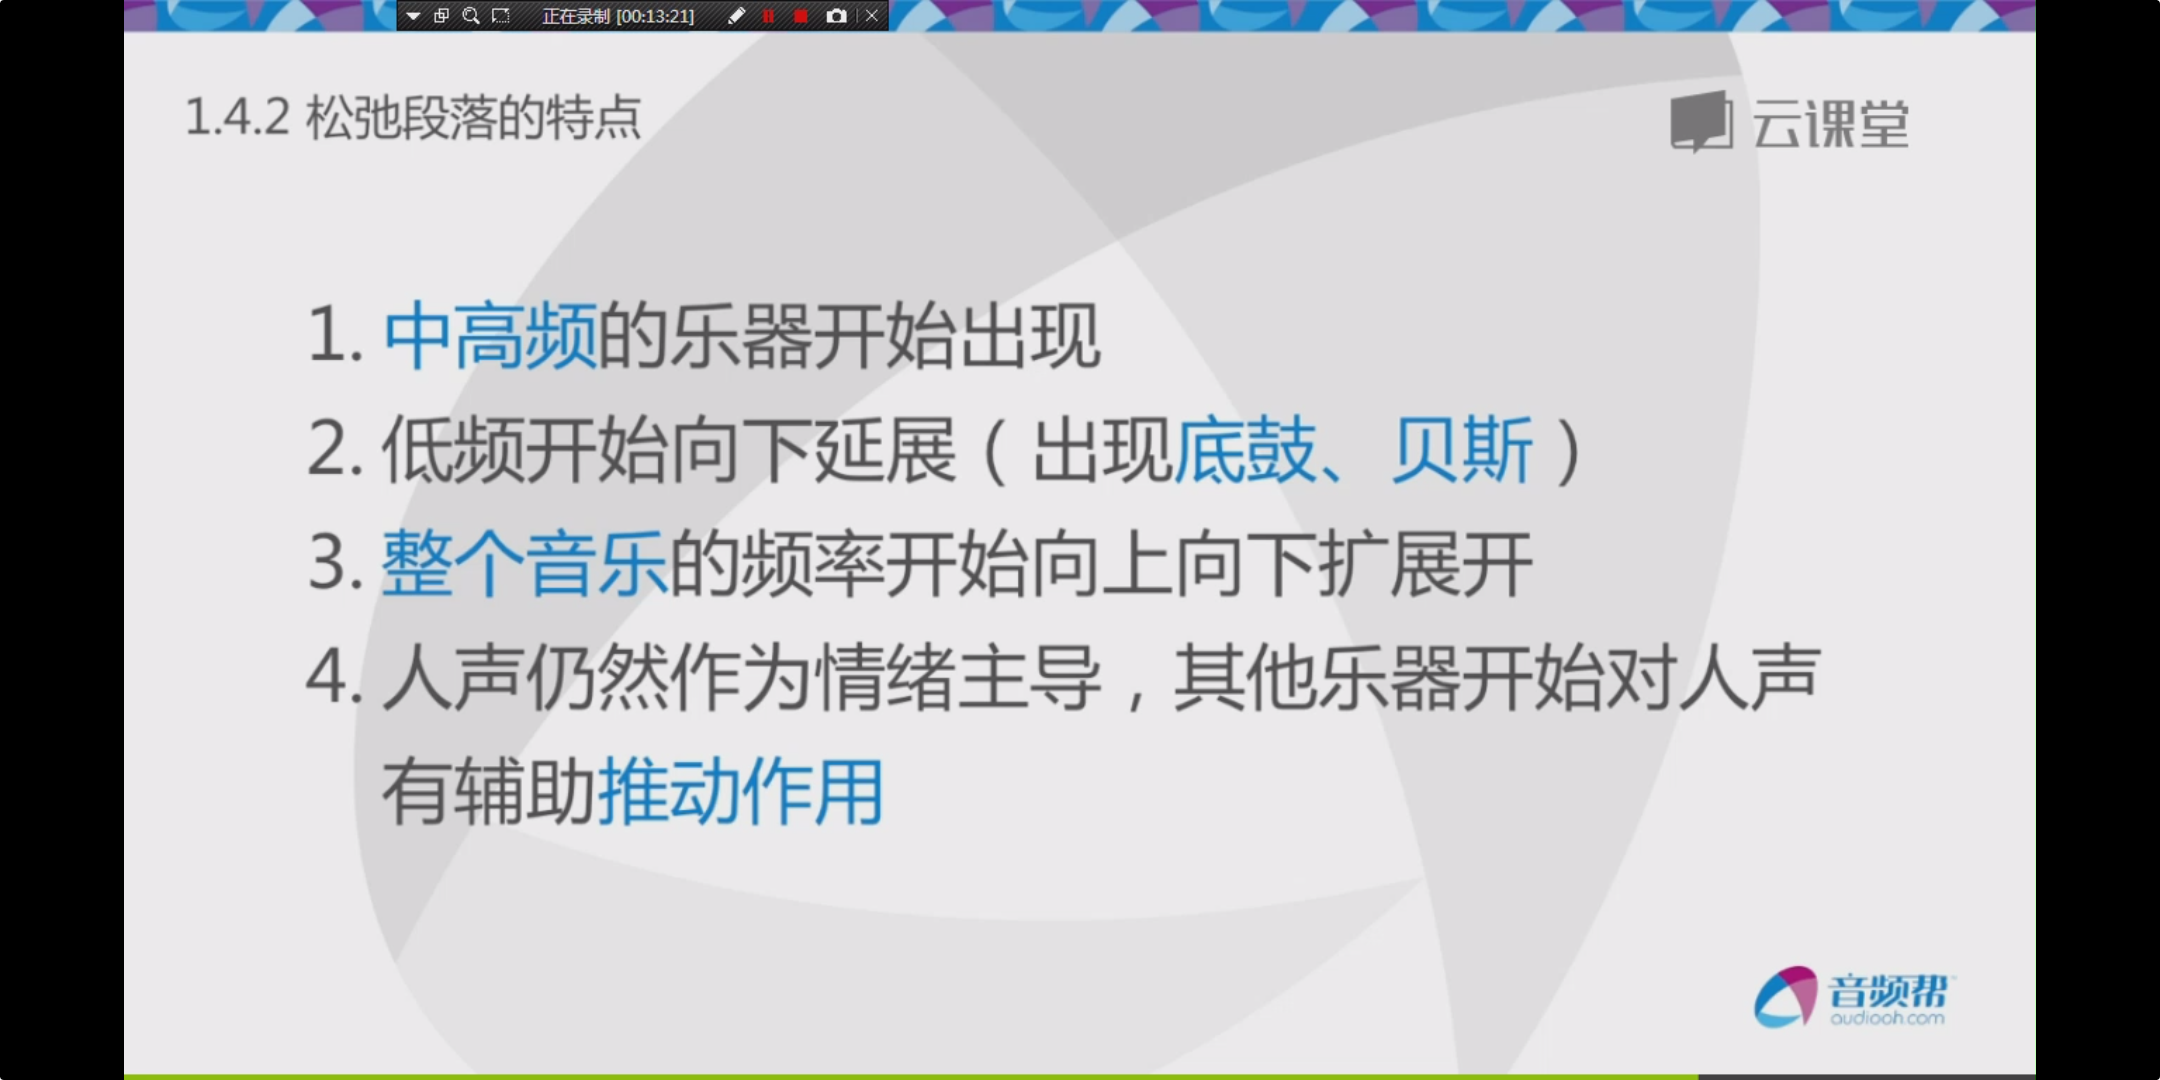 正在录制 [00:13:21]
1.4.2 松弛段落的特点
云课堂
1. 中高频的乐器开始出现
2. 低频开始向下延展（出现底鼓、贝斯）
3. 整个音乐的频率开始向上向下扩展开
4. 人声仍然作为情绪主导，其他乐器开始对人声
有辅助推动作用
音频帮
audiooh.com